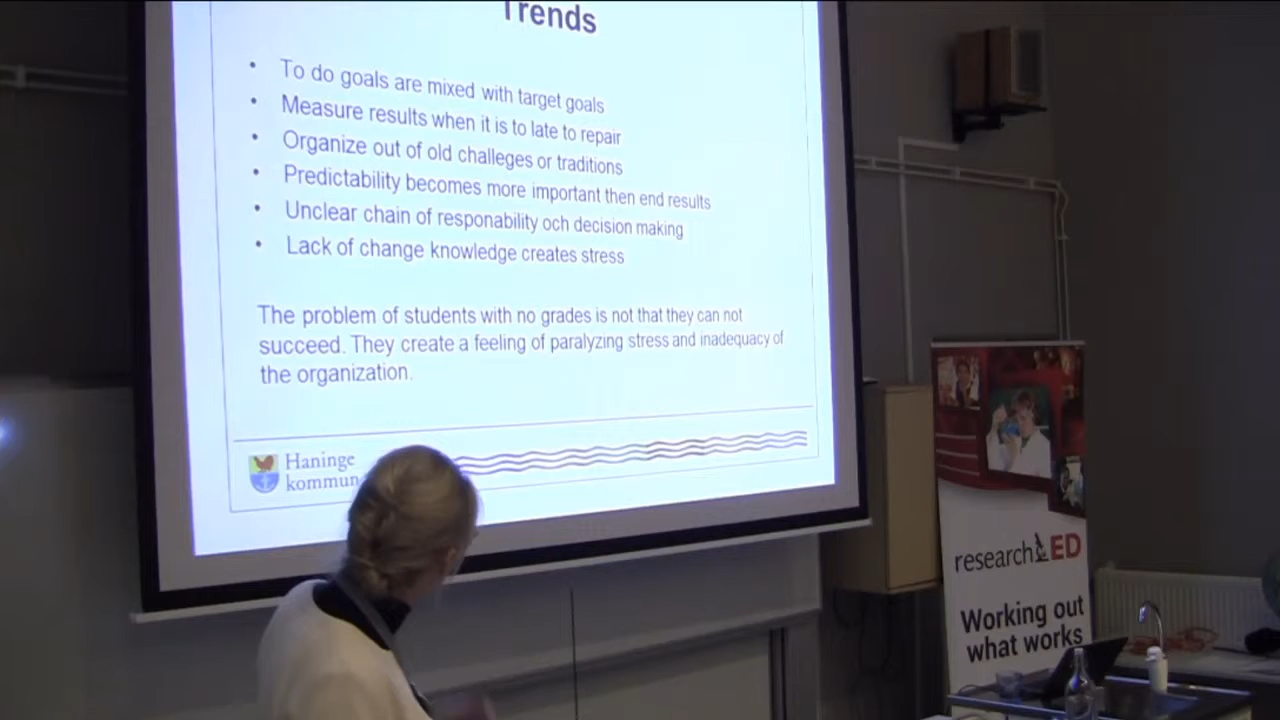 Trends
• To do goals are mixed with target goals
• Measure results when it is to late to repair
• Organize out of old challeges or traditions
• Predictability becomes more important then end results
• Unclear chain of responability och decision making
• Lack of change knowledge creates stress
The problem of students with no grades is not that they can not
succeed. They create a feeling of paralyzing stress and inadequacy of
the organization.
Haninge
kommun
researchED
Working out
what works